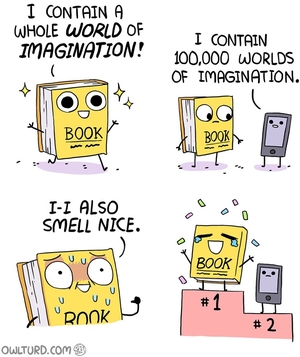 I CONTAIN A
WHOLE WORLD OF
IMAGINATION!
BOOK
I CONTAIN
100,000 WORLDS
OF IMAGINATION.
BOOK
I-I ALSO
SMELL NICE.
BOOK
BOOK
#1
#2
OWLTURD.COM